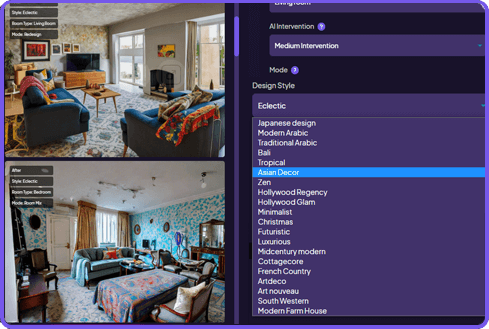 Style: Eclectic
Room Type: Living Room
Mode: Redesign
After
Style: Eclectic
Room Type: Bedroom
Mode: Room Mix
Living Room
AI Intervention ?
Medium Intervention
Mode ?
Design Style
Eclectic
Japanese design
Modern Arabic
Traditional Arabic
Bali
Tropical
Asian Decor
Zen
Hollywood Regency
Hollywood Glam
Minimalist
Christmas
Futuristic
Luxurious
Midcentury modern
Cottagecore
French Country
Artdeco
Art nouveau
South Western
Modern Farm House